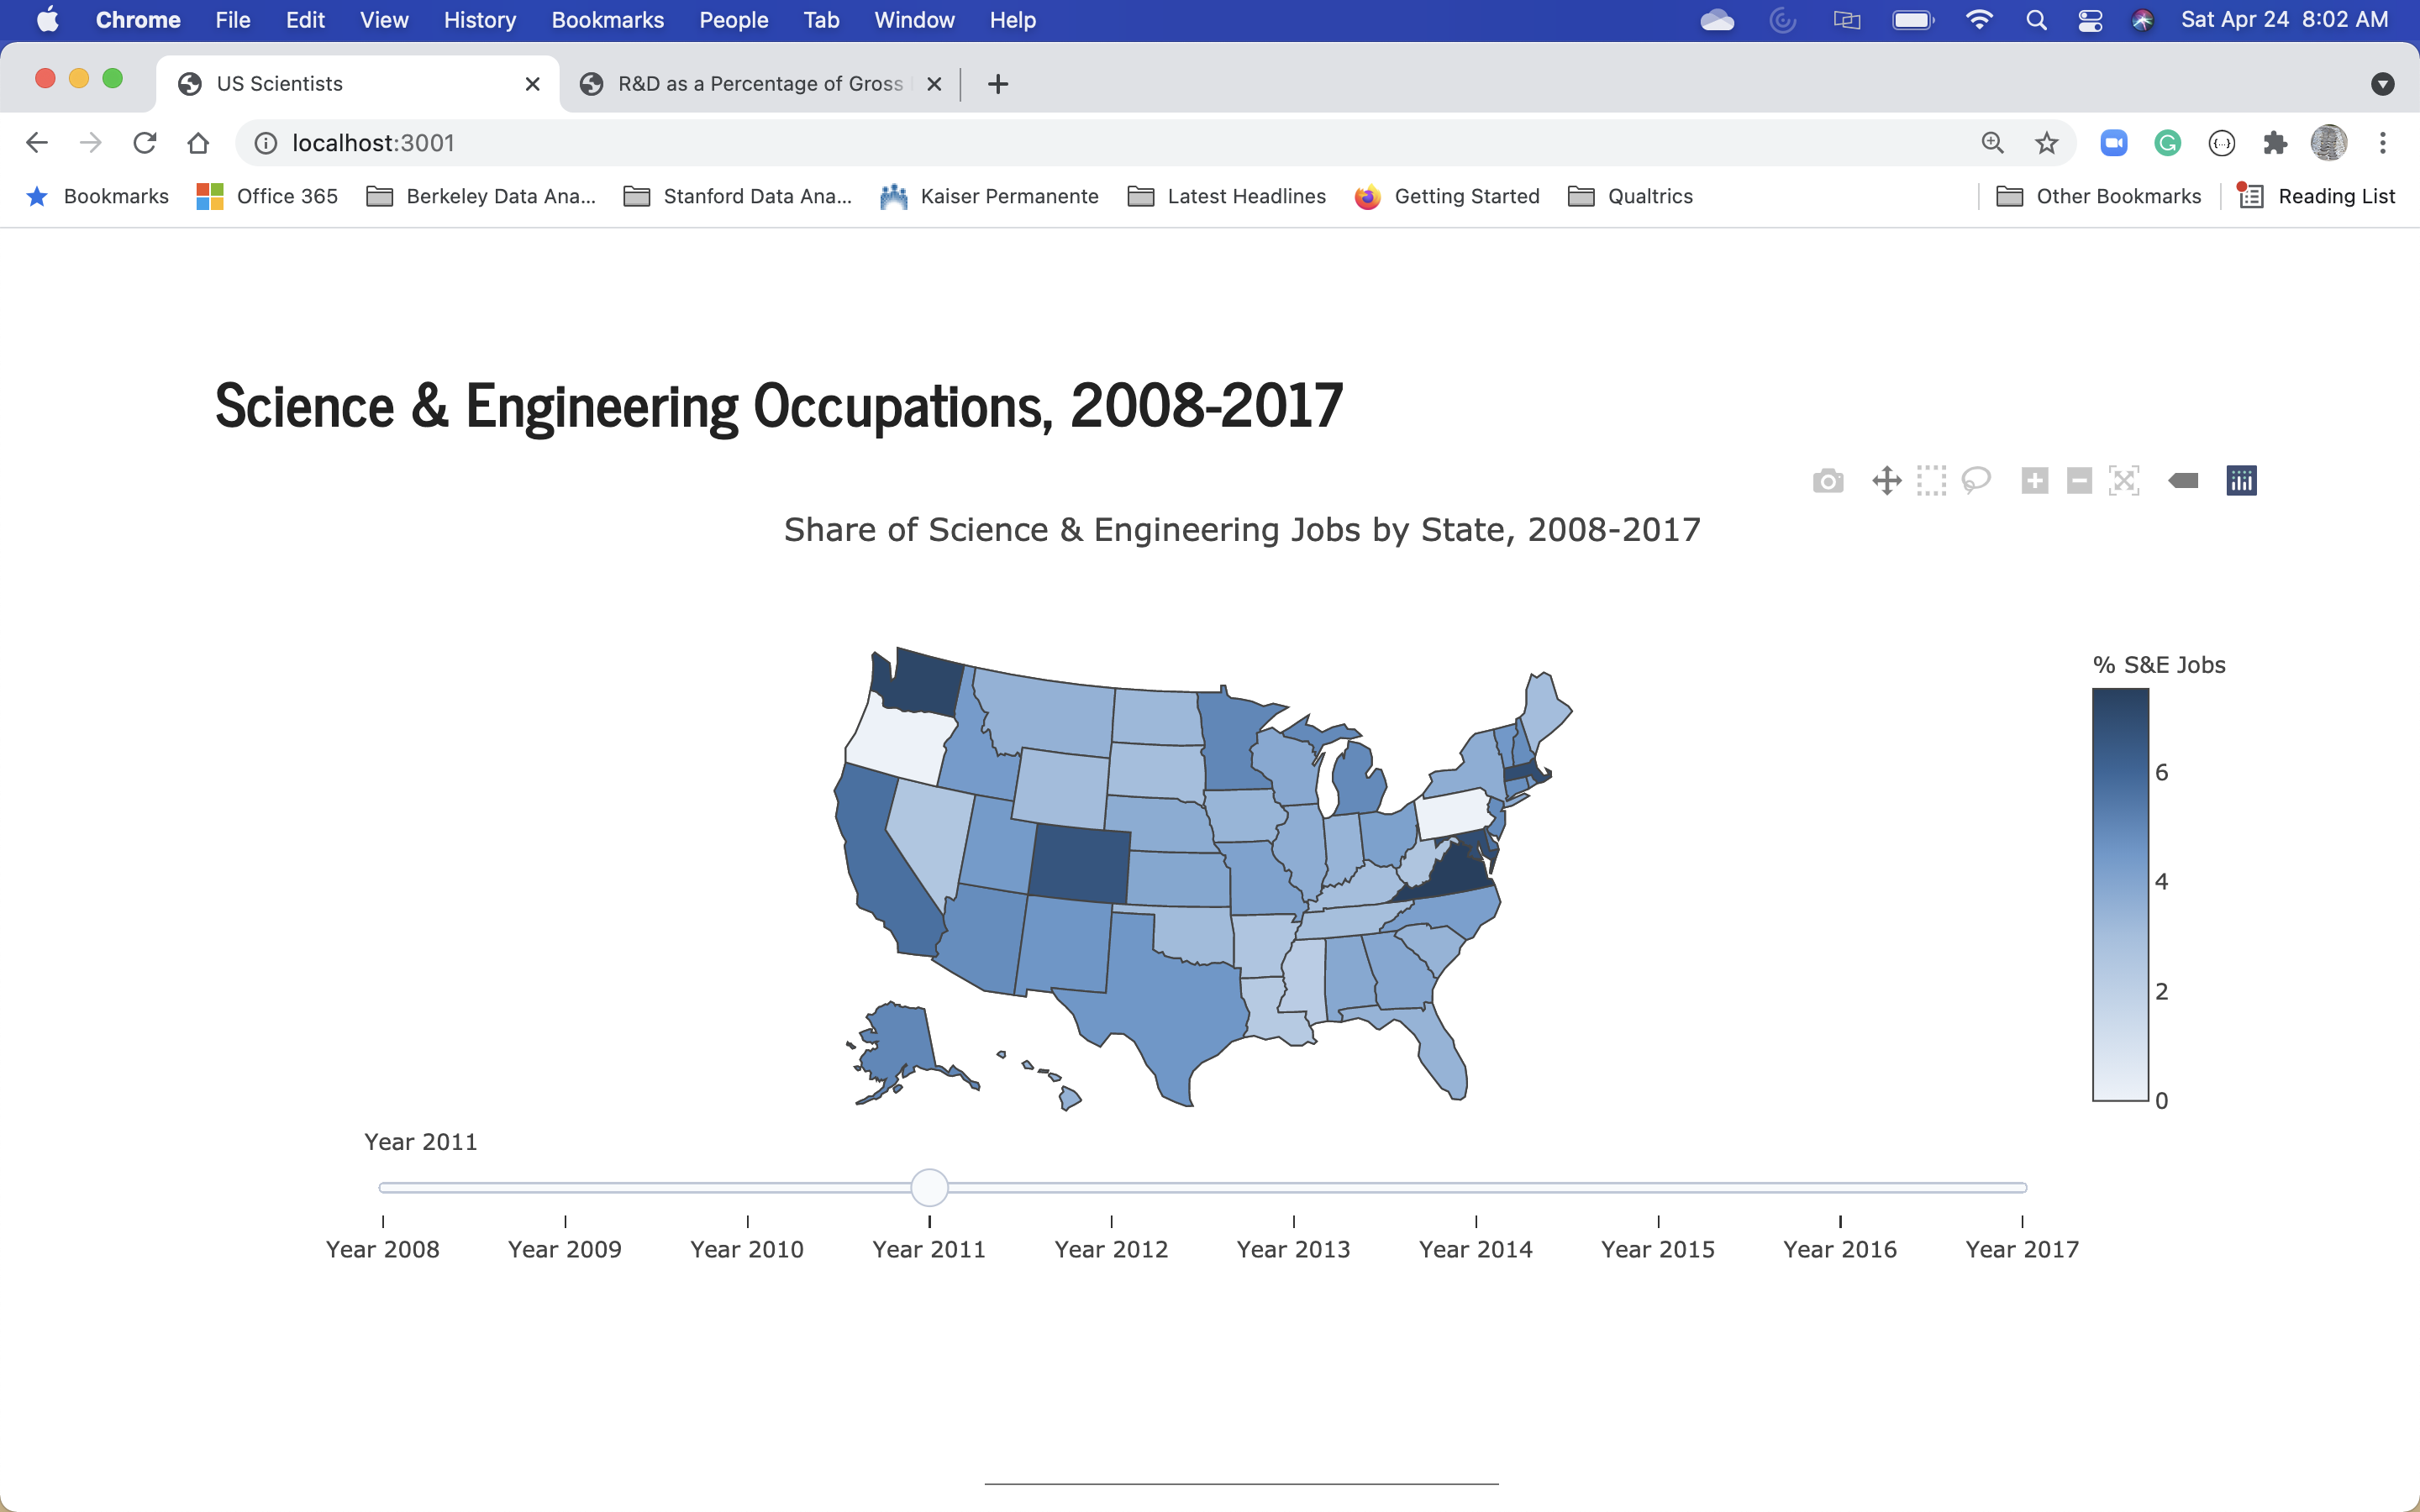 Chrome File Edit View History Bookmarks People Tab Window Help Sat Apr 24 8:02 AM
US Scientists R&D as a Percentage of Gross
localhost:3001
Bookmarks Office 365 Berkeley Data Ana... Stanford Data Ana... Kaiser Permanente Latest Headlines Getting Started Qualtrics Other Bookmarks Reading List
Science & Engineering Occupations, 2008-2017
Share of Science & Engineering Jobs by State, 2008-2017
% S&E Jobs
6
4
2
0
Year 2011
Year 2008 Year 2009 Year 2010 Year 2011 Year 2012 Year 2013 Year 2014 Year 2015 Year 2016 Year 2017